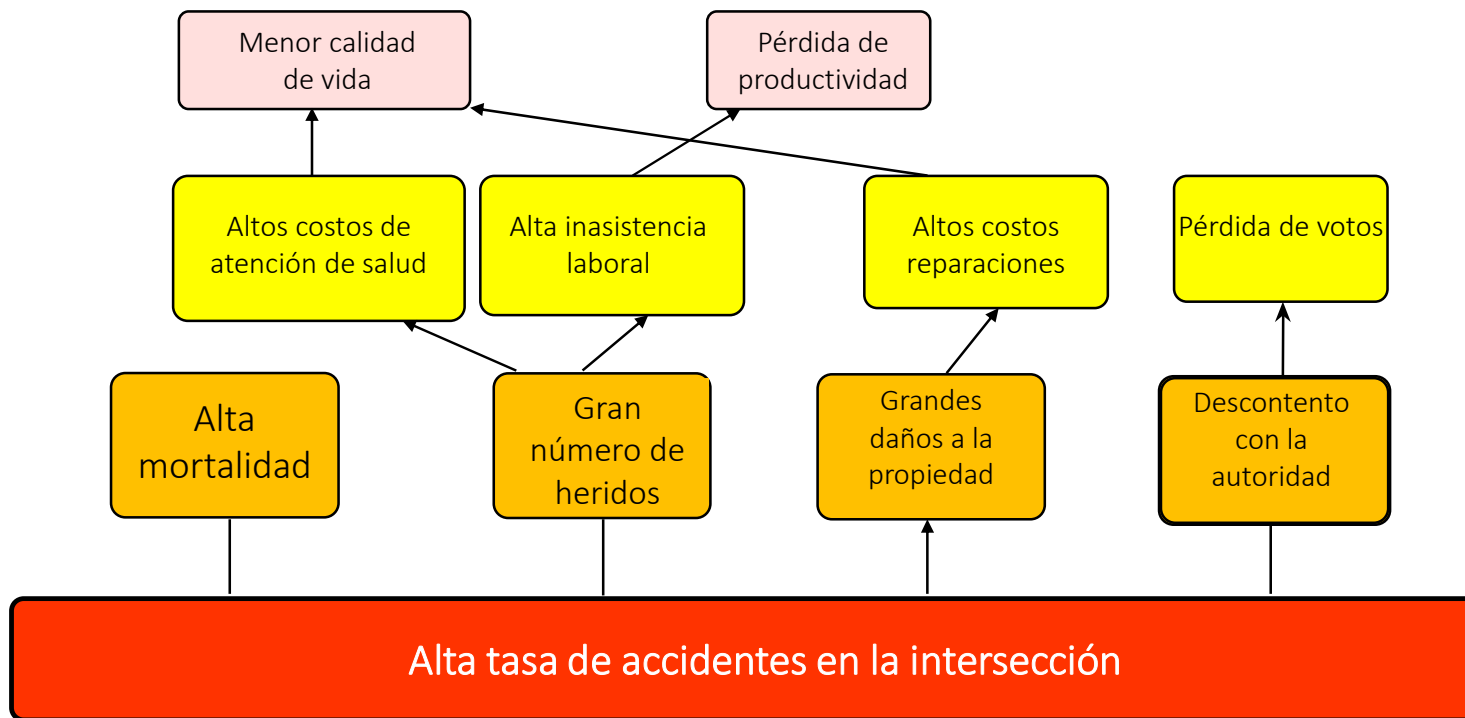 Menor calidad
de vida
Pérdida de
productividad
Altos costos de
atención de salud
Alta inasistencia
laboral
Altos costos
reparaciones
Pérdida de votos
Alta
mortalidad
Gran
número de
heridos
Grandes
daños a la
propiedad
Descontento
con la
autoridad
Alta tasa de accidentes en la intersección